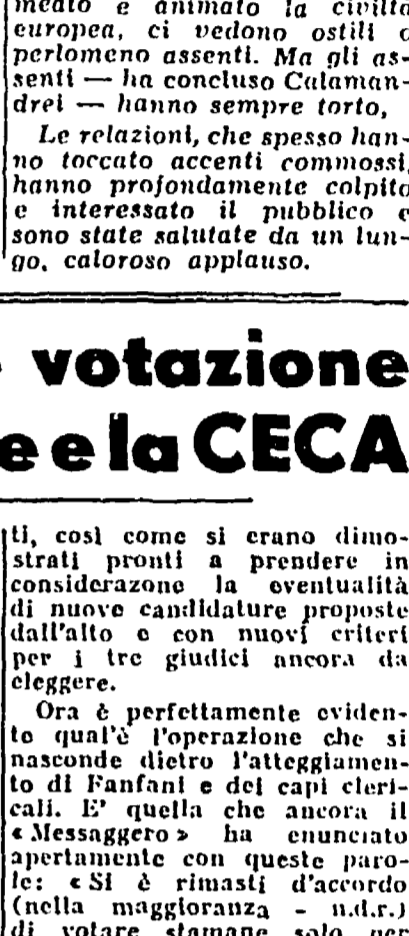 meato e animato la civiltà
europea, ci vedono ostili o
perlomeno assenti. Ma gli as-
senti — ha concluso Calaman-
drei — hanno sempre torto,
Le relazioni, che spesso han-
no toccato accenti commossi,
hanno profondamente colpito
e interessato il pubblico e
sono state salutate da un lun-
go, caloroso applauso.
votazione
e e la CECA
ti, così come si erano dimo-
strati pronti a prendere in
considerazone la eventualità
di nuove candidature proposte
dall'alto e con nuovi criteri
per i tre giudici ancora da
eleggere.
Ora è perfettamente eviden-
te qual'è l'operazione che si
nasconde dietro l'atteggiamen-
to di Fanfani e dei capi cleri-
cali. E' quella che ancora il
« Messaggero » ha enunciato
apertamente con queste paro-
le: « Si è rimasti d'accordo
(nella maggioranza - n.d.r.)
di votare stamane solo per